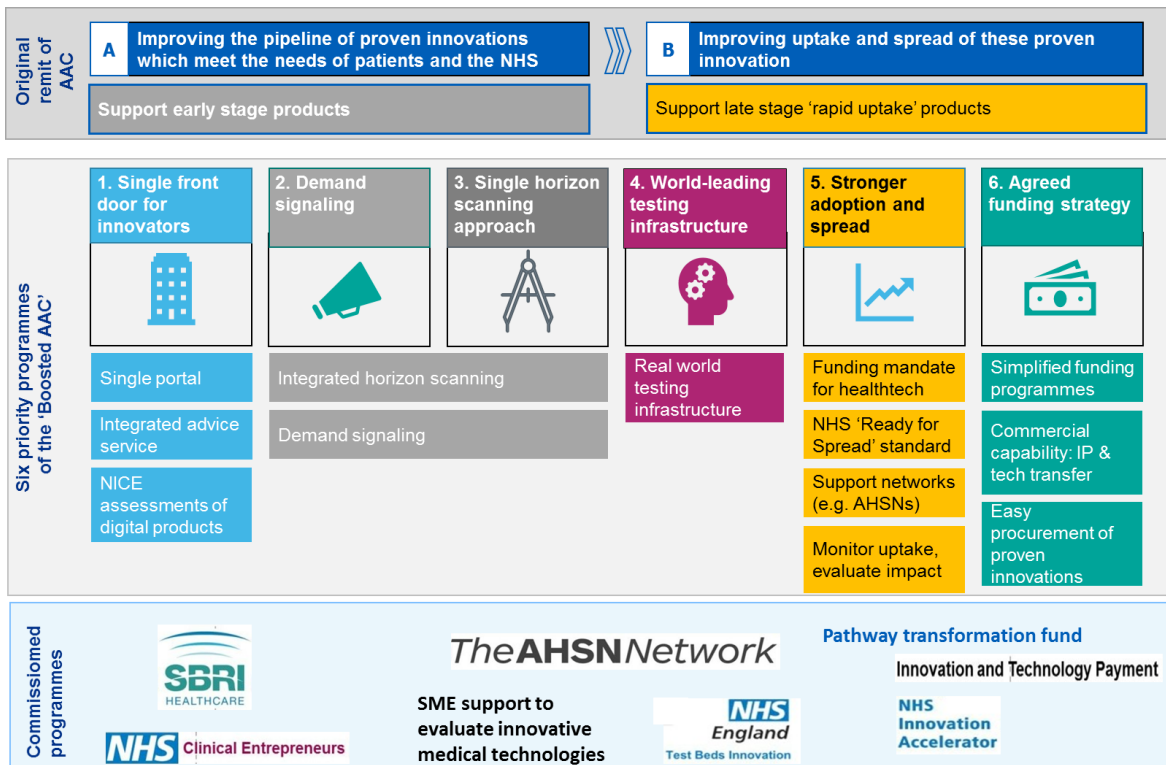 Original
remit of
AAC
A
Improving the pipeline of proven innovations
which meet the needs of patients and the NHS
B
Improving uptake and spread of these proven
innovation
Support early stage products
Support late stage ‘rapid uptake’ products
Six priority programmes
of the ‘Boosted AAC’
1. Single front
door for
innovators
2. Demand
signaling
3. Single horizon
scanning
approach
4. World-leading
testing
infrastructure
5. Stronger
adoption and
spread
6. Agreed
funding strategy
Single portal
Integrated advice
service
NICE
assessments of
digital products
Integrated horizon scanning
Demand signaling
Real world
testing
infrastructure
Funding mandate
for healthtech
NHS ‘Ready for
Spread’ standard
Support networks
(e.g. AHSNs)
Monitor uptake,
evaluate impact
Simplified funding
programmes
Commercial
capability: IP &
tech transfer
Easy
procurement of
proven
innovations
Commissioned
programmes
SBRI
HEALTHCARE
NHS Clinical Entrepreneurs
TheAHSNNetwork
SME support to
evaluate innovative
medical technologies
NHS
England
Test Beds Innovation
Pathway transformation fund
Innovation and Technology Payment
NHS
Innovation
Accelerator